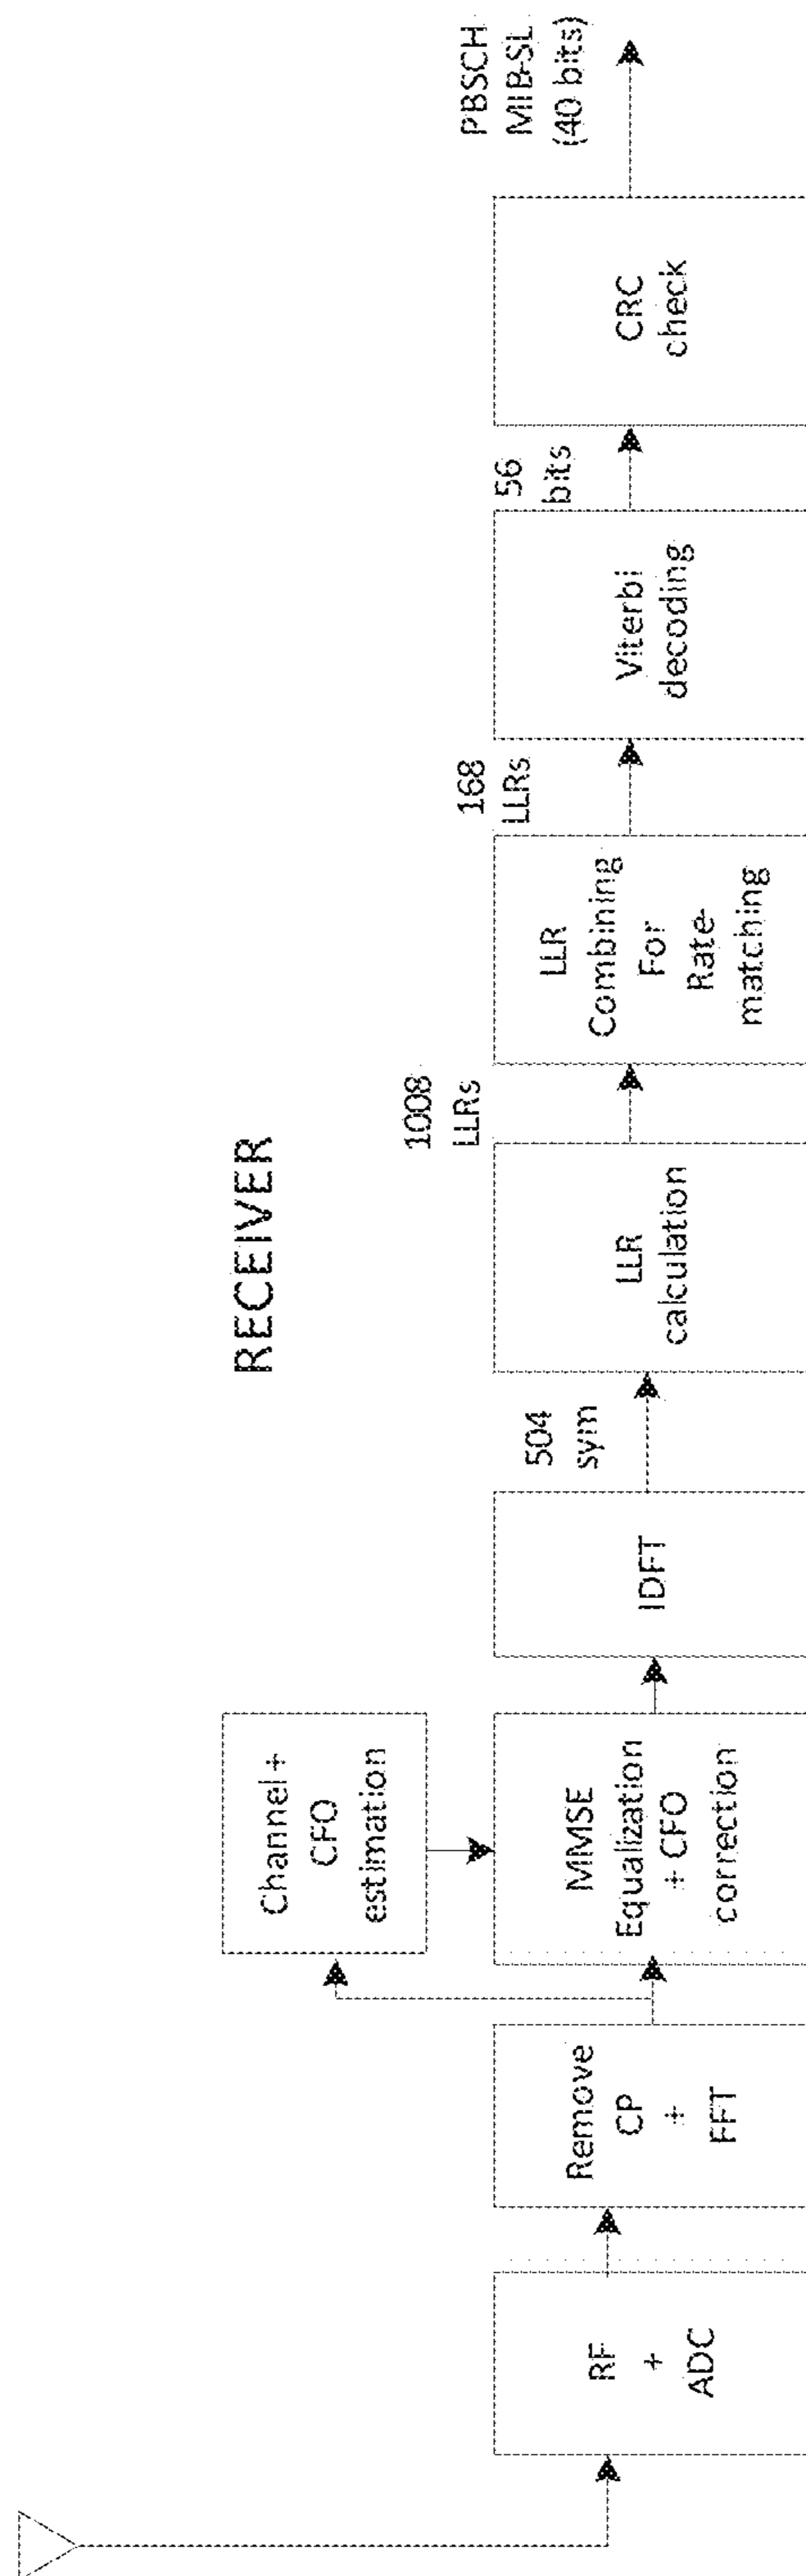 RECEIVER
RF
+
ADC
Remove
CP
+
FFT
Channel+
CFO
estimation
MMSE
Equalization
+ CFO
correction
IDFT
504
sym
LLR
calculation
1008
LLRs
LLR
Combining
For
Rate-
matching
168
LLRs
Viterbi
decoding
56
bits
CRC
check
PBSCH
MIB-SL
(40 bits)